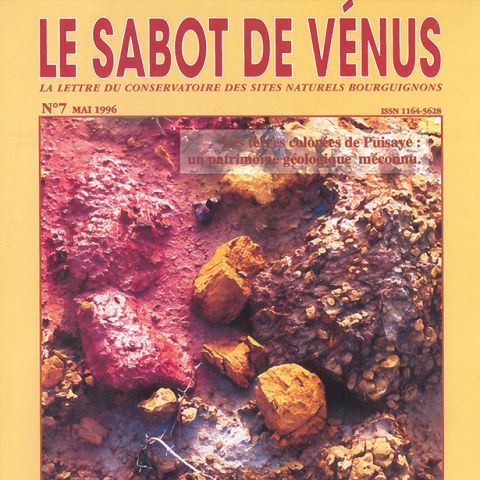 LE SABOT DE VÉNUS
LA LETTRE DU CONSERVATOIRE DES SITES NATURELS BOURGUIGNONS
N°7 MAI 1996
ISSN 1164-5628
Les terres colorées de Puisaye :
un patrimoine géologique méconnu.